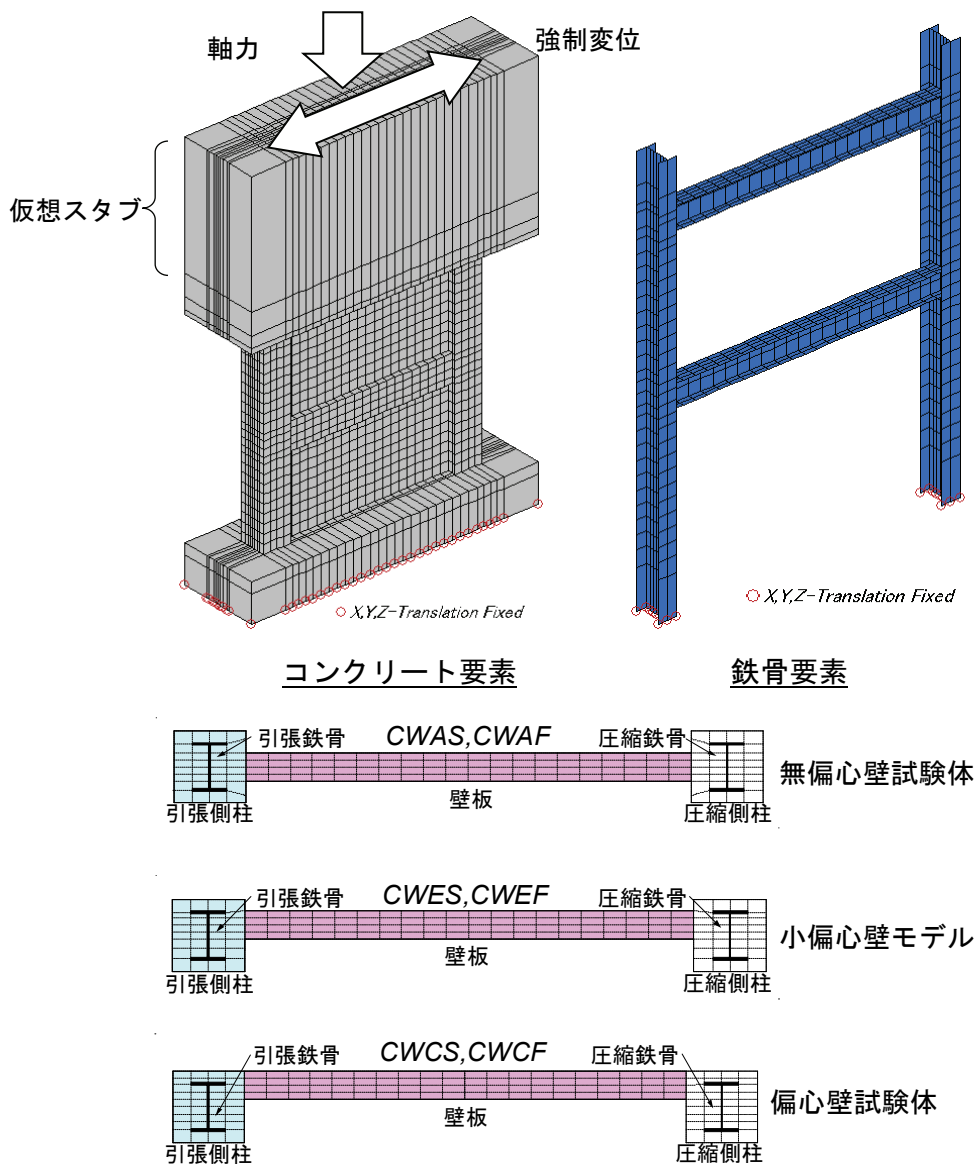 軸力
強制変位
仮想スタブ
X,Y,Z-Translation Fixed
X,Y,Z-Translation Fixed
コンクリート要素
鉄骨要素
引張鉄骨
CWAS,CWAF
圧縮鉄骨
無偏心壁試験体
壁板
引張側柱
圧縮側柱
引張鉄骨
CWES,CWEF
圧縮鉄骨
小偏心壁モデル
壁板
引張側柱
圧縮側柱
引張鉄骨
CWCS,CWCF
圧縮鉄骨
偏心壁試験体
壁板
引張側柱
圧縮側柱